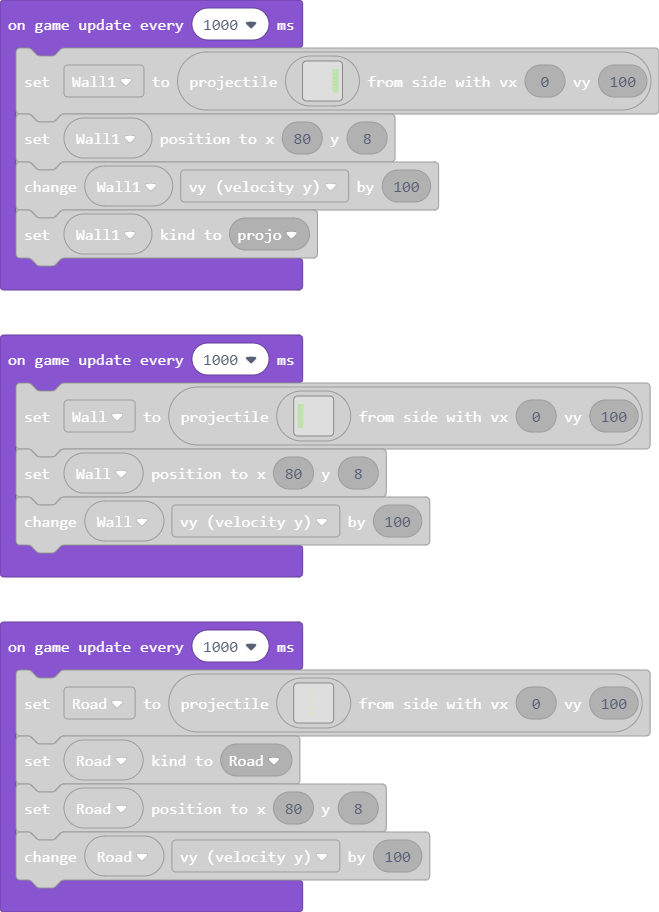 on game update every 1000 ms
set Wall1 to projectile from side with vx 0 vy 100
set Wall1 position to x 80 y 8
change Wall1 vy (velocity y) by 100
set Wall1 kind to projo
on game update every 1000 ms
set Wall to projectile from side with vx 0 vy 100
set Wall position to x 80 y 8
change Wall vy (velocity y) by 100
on game update every 1000 ms
set Road to projectile from side with vx 0 vy 100
set Road kind to Road
set Road position to x 80 y 8
change Road vy (velocity y) by 100